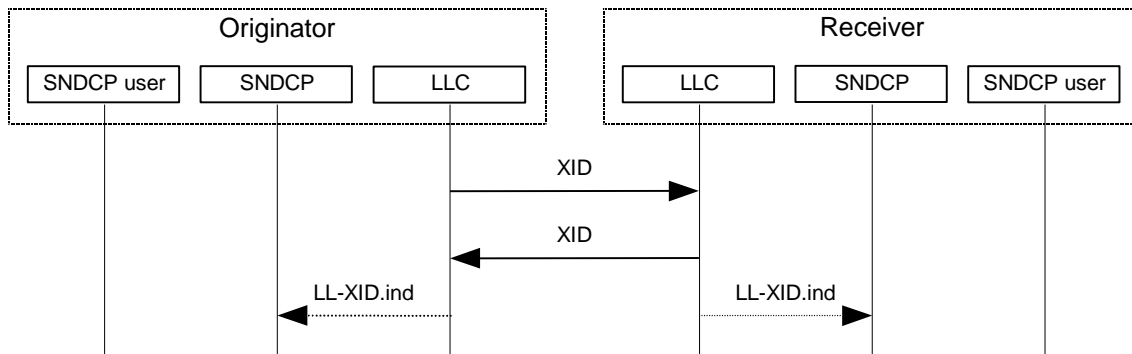 Originator
Receiver
SNDCP user
SNDCP
LLC
LLC
SNDCP
SNDCP user
XID
XID
LL-XID.ind
LL-XID.ind